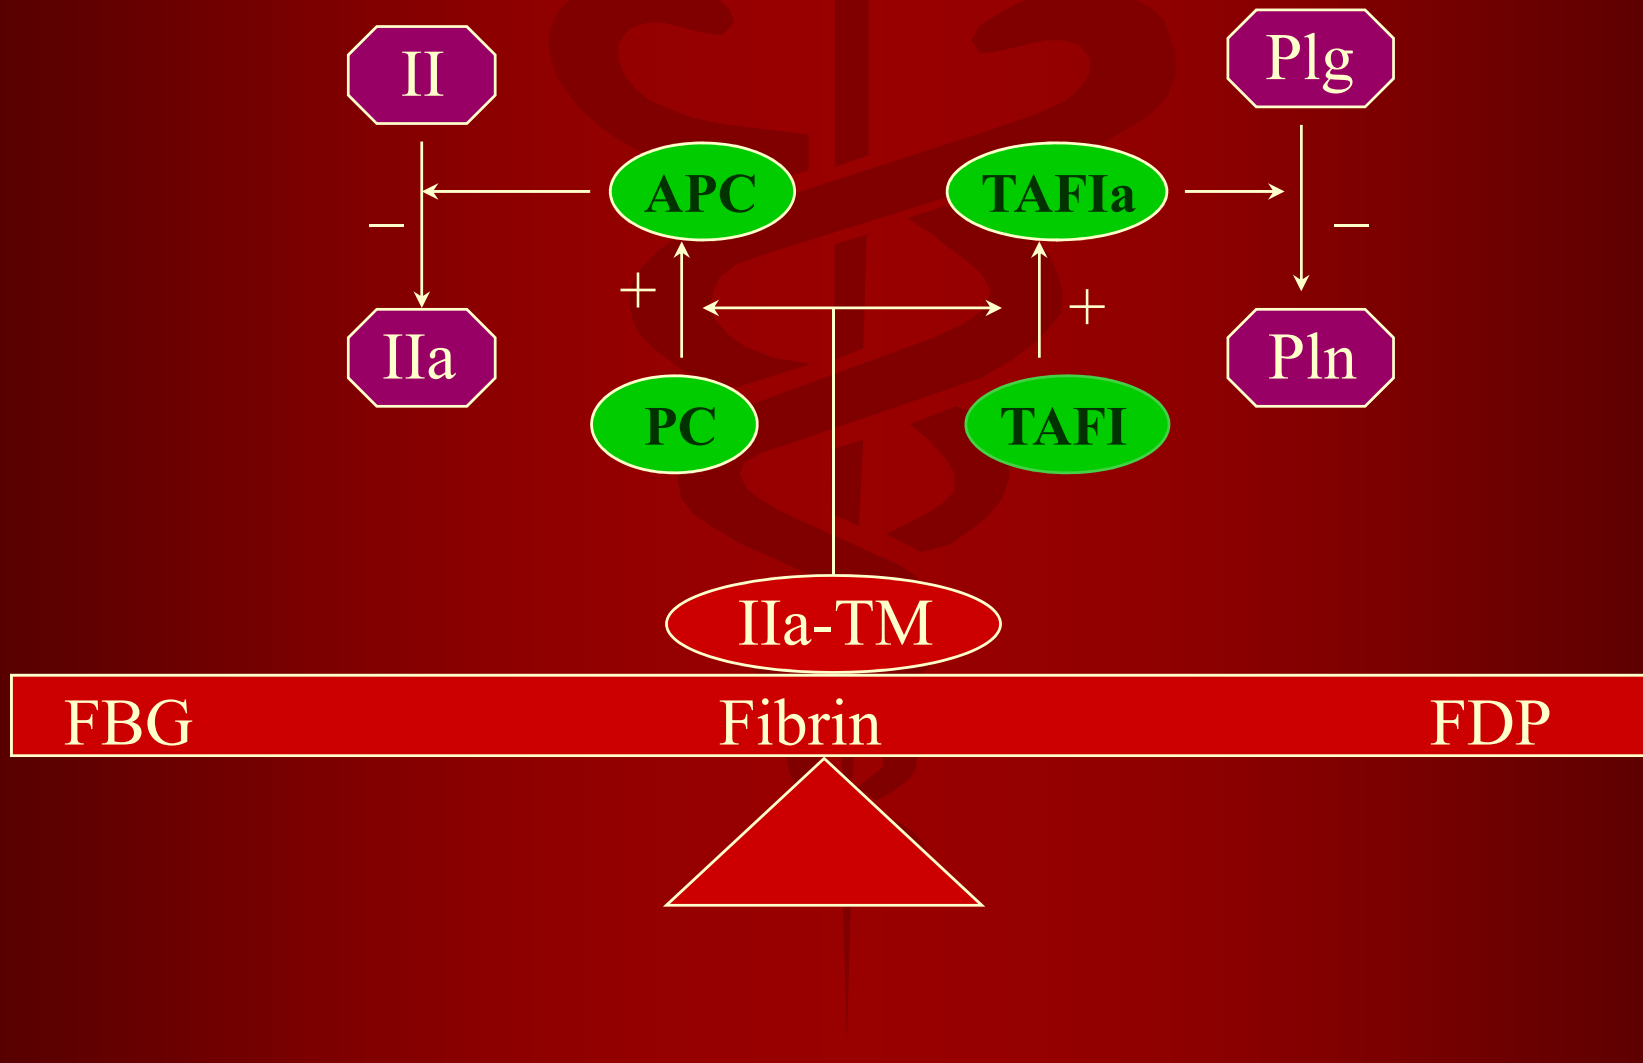 II
Plg
APC
TAFIa
–
–
+
+
IIa
Pln
PC
TAFI
IIa-TM
FBG
Fibrin
FDP